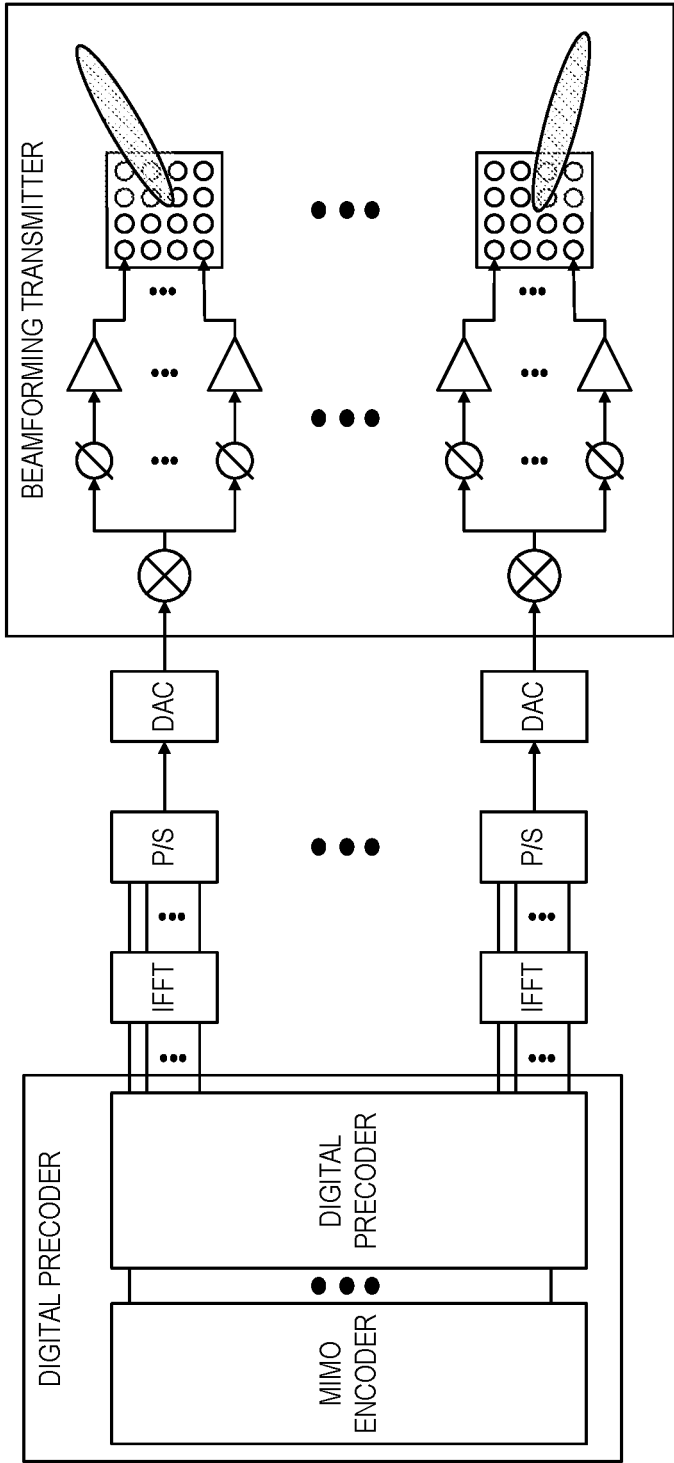 DIGITAL PRECODER
MIMO
ENCODER
DIGITAL
PRECODER
IFFT
P/S
DAC
IFFT
P/S
DAC
BEAMFORMING TRANSMITTER